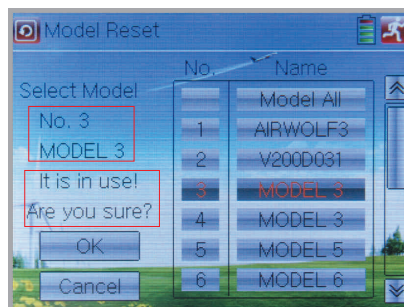 Model Reset
No. Name
Select Model
No. 3
MODEL 3
It is in use!
Are you sure?
OK
Cancel
Model All
1 AIRWOLF3
2 V200D031
3 MODEL 3
4 MODEL 3
5 MODEL 5
6 MODEL 6